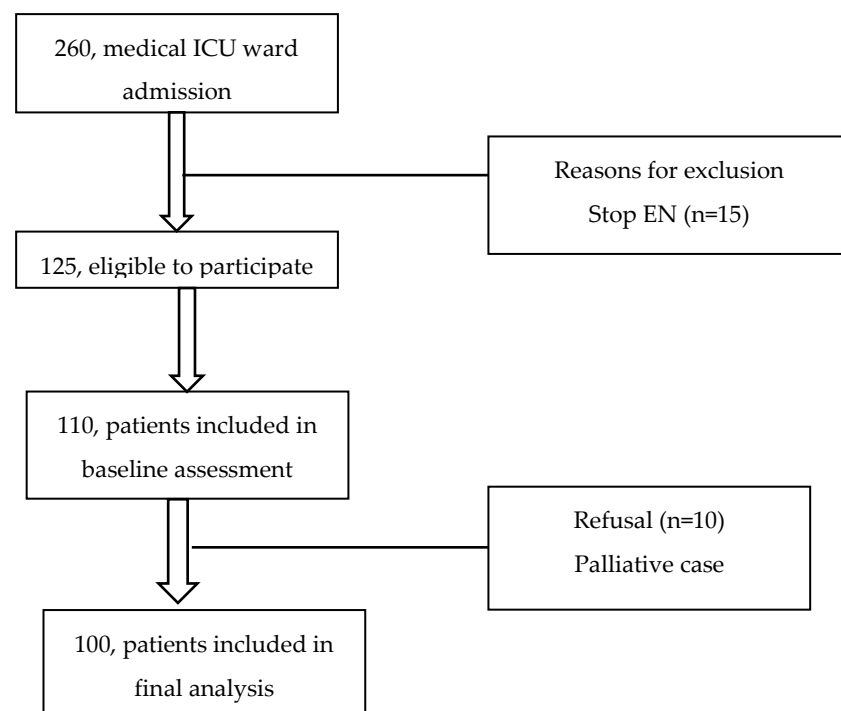 260, medical ICU ward
admission
Reasons for exclusion
Stop EN (n=15)
125, eligible to participate
110, patients included in
baseline assessment
Refusal (n=10)
Palliative case
100, patients included in
final analysis